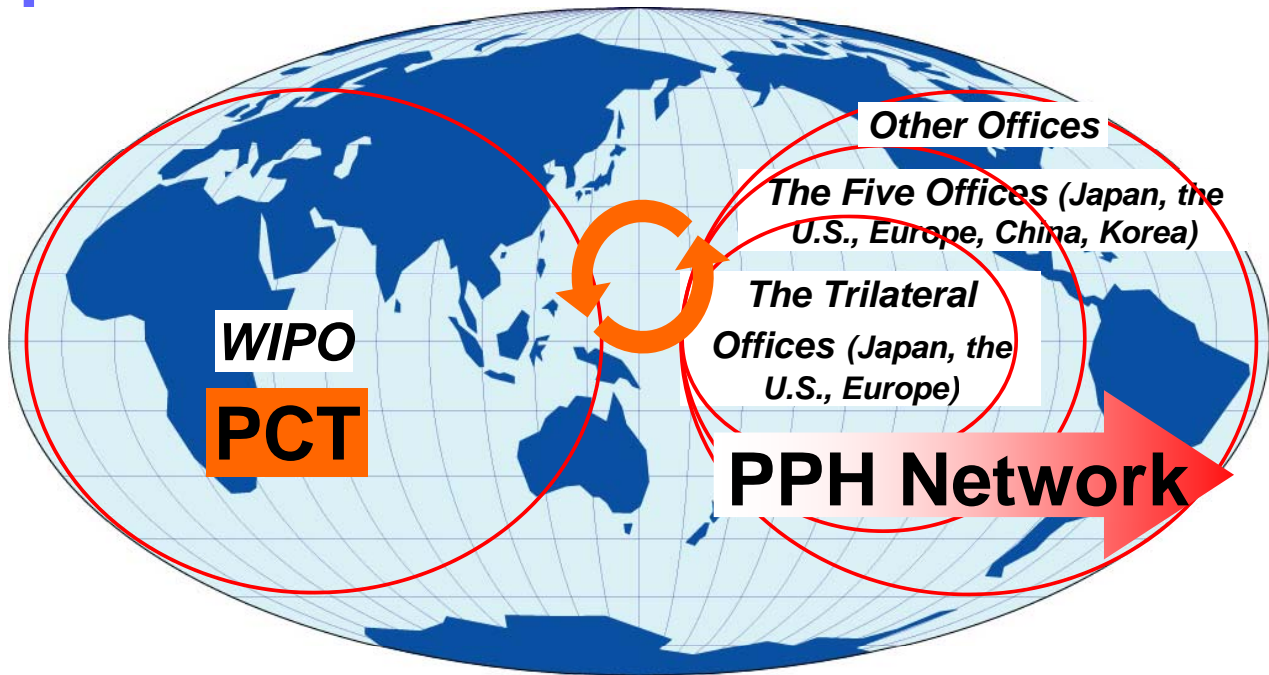 Other Offices
The Five Offices (Japan, the
U.S., Europe, China, Korea)
The Trilateral
Offices (Japan, the
U.S., Europe)
WIPO
PCT
PPH Network